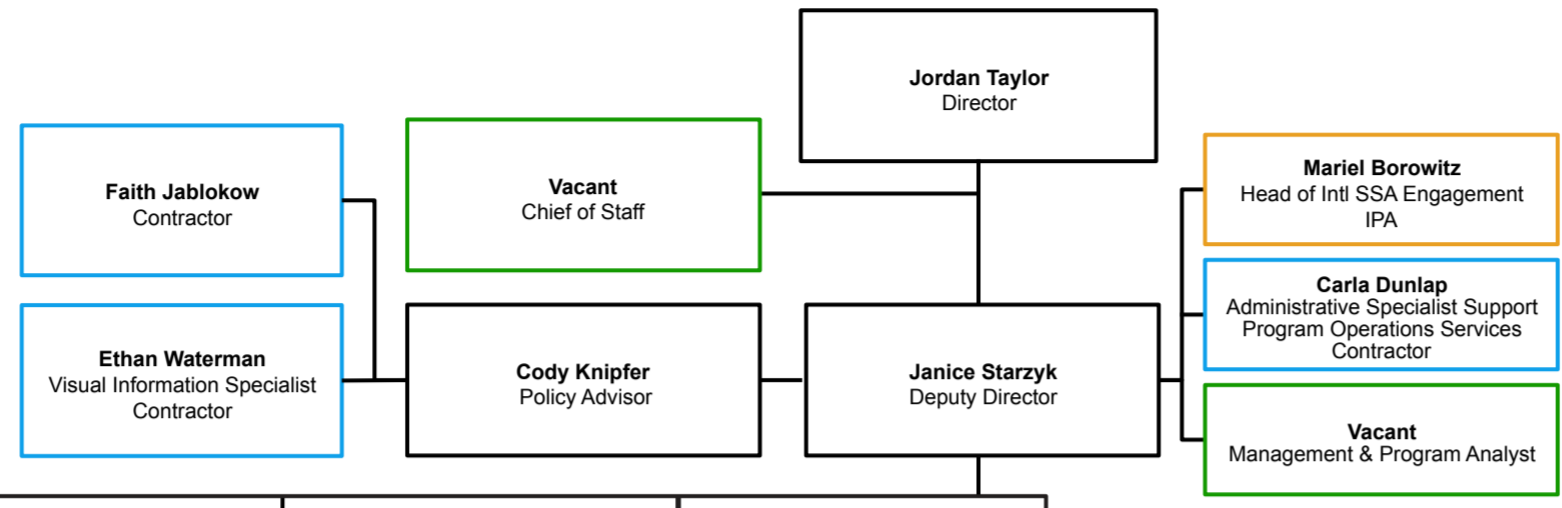 Jordan Taylor
Director
Faith Jablokow
Contractor
Vacant
Chief of Staff
Mariel Borowitz
Head of Intl SSA Engagement
IPA
Carla Dunlap
Administrative Specialist Support
Program Operations Services
Contractor
Ethan Waterman
Visual Information Specialist
Contractor
Cody Knipfer
Policy Advisor
Janice Starzyk
Deputy Director
Vacant
Management & Program Analyst